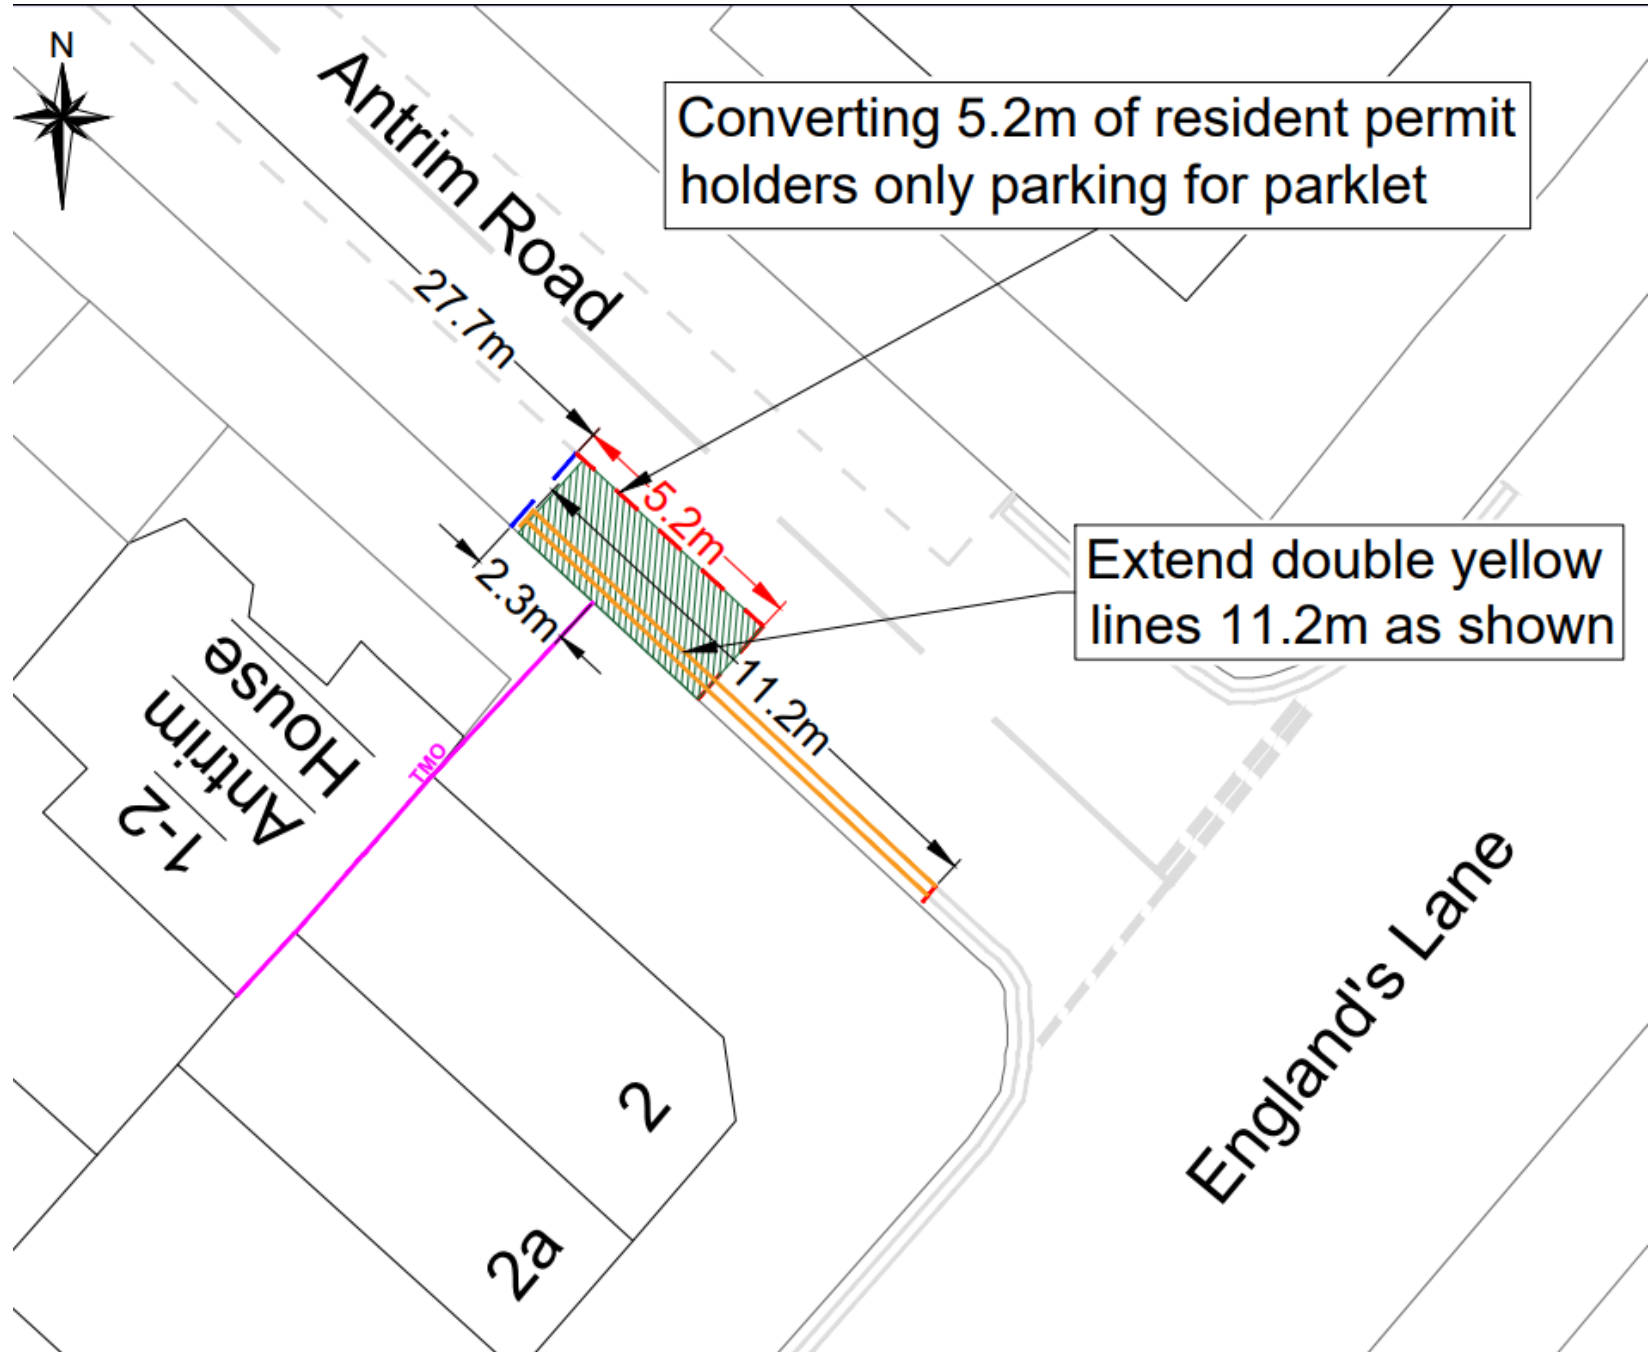 N
Antrim Road
Converting 5.2m of resident permit
holders only parking for parklet
27.7m
5.2m
2.3m
Extend double yellow
lines 11.2m as shown
11.2m
TMO
1-2
Antrim
House
England's Lane
2
2a